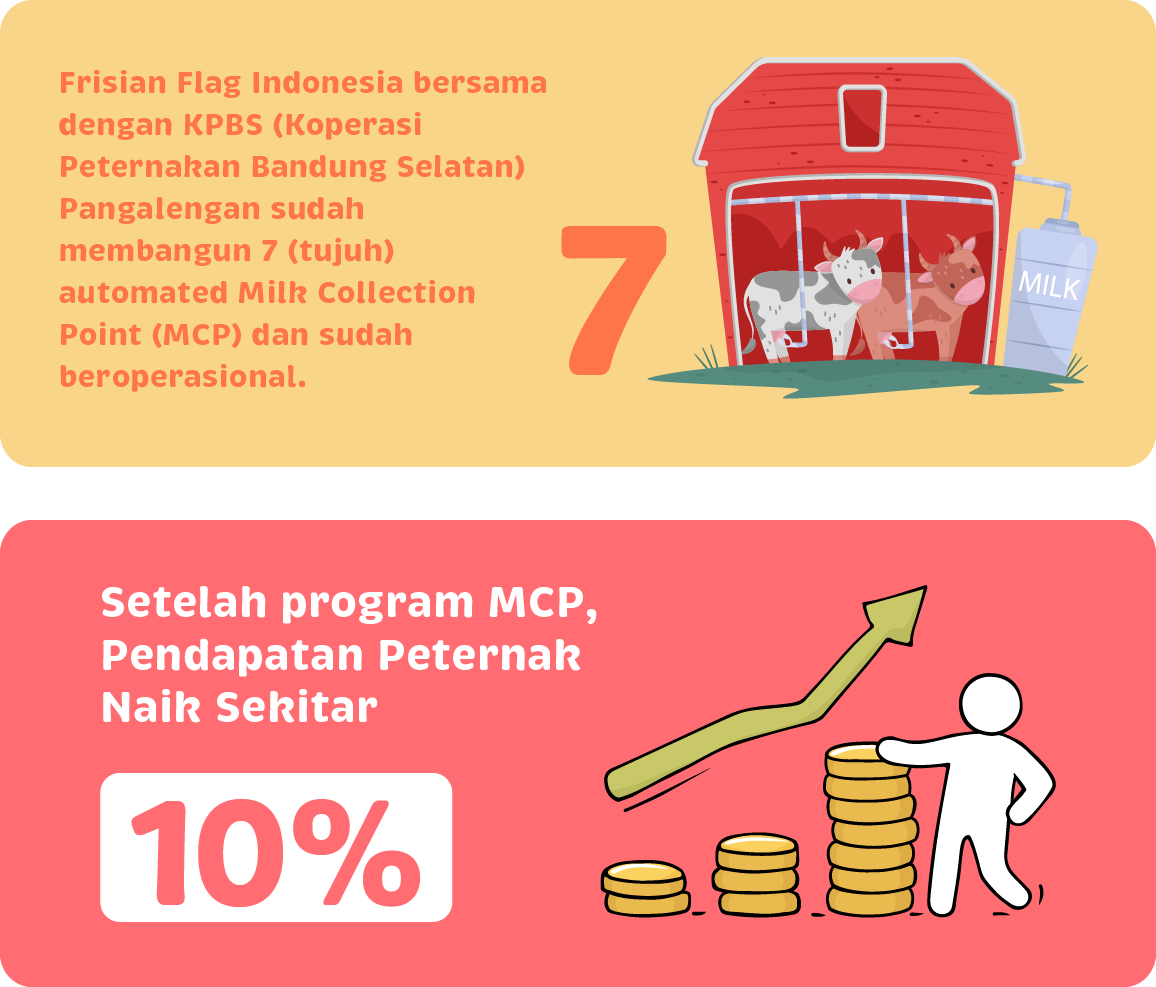 Frisian Flag Indonesia bersama
dengan KPBS (Koperasi
Peternakan Bandung Selatan)
Pangalengan sudah
membangun 7 (tujuh)
automated Milk Collection
Point (MCP) dan sudah
beroperasional.
7
MILK
Setelah program MCP,
Pendapatan Peternak
Naik Sekitar
10%